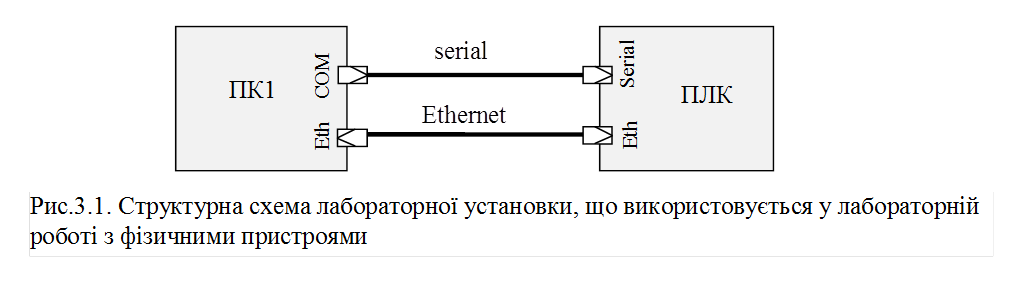 serial
ПК1
COM
Serial
ПЛК
Ethernet
Eth
Eth
Рис.3.1. Структурна схема лабораторної установки, що використовується у лабораторній
роботі з фізичними пристроями